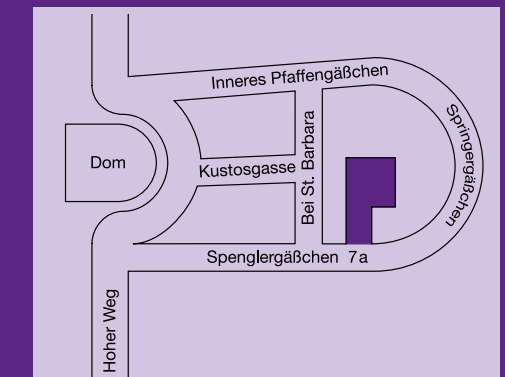 Inneres Pfaffengäßchen
Springergäßchen
Dom
Kustosgasse
Bei St. Barbara
Spenglergäßchen 7a
Hoher Weg